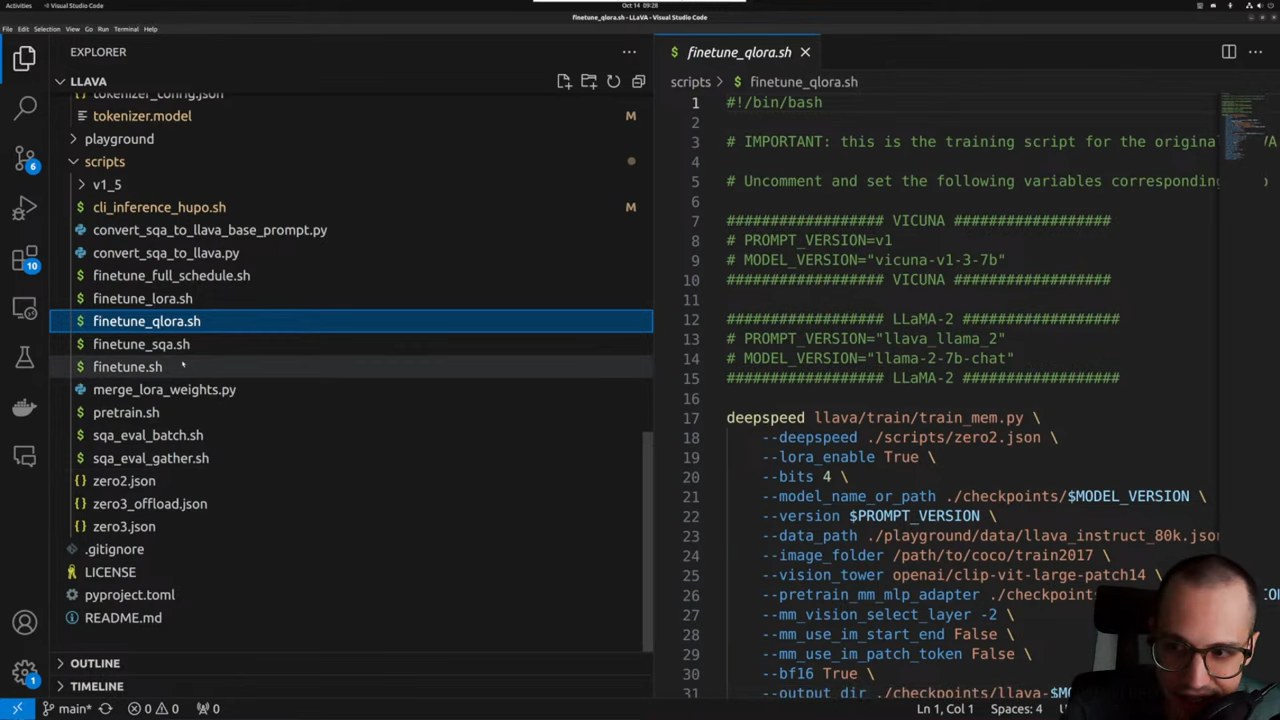 Activities
Visual Studio Code
Oct 14 09:28
finetune_qlora.sh - LLaVA - Visual Studio Code
File Edit Selection View Go Run Terminal Help
EXPLORER
LLAVA
tokenizer_config.json
tokenizer.model M
playground
scripts
v1_5
cli_inference_hupo.sh M
convert_sqa_to_llava_base_prompt.py
convert_sqa_to_llava.py
finetune_full_schedule.sh
finetune_lora.sh
finetune_qlora.sh
finetune_sqa.sh
finetune.sh
merge_lora_weights.py
pretrain.sh
sqa_eval_batch.sh
sqa_eval_gather.sh
zero2.json
zero3_offload.json
zero3.json
.gitignore
LICENSE
pyproject.toml
README.md
OUTLINE
TIMELINE
6
10
1
finetune_qlora.sh
scripts > finetune_qlora.sh
1 #!/bin/bash
2
3 # IMPORTANT: this is the training script for the origina VA
4
5 # Uncomment and set the following variables corresponding
6
7 ################## VICUNA ##################
8 # PROMPT_VERSION=v1
9 # MODEL_VERSION="vicuna-v1-3-7b"
10 ################## VICUNA ##################
11
12 ################## LLaMA-2 ##################
13 # PROMPT_VERSION="llava_llama_2"
14 # MODEL_VERSION="llama-2-7b-chat"
15 ################## LLaMA-2 ##################
16
17 deepspeed llava/train/train_mem.py \
18 --deepspeed ./scripts/zero2.json \
19 --lora_enable True \
20 --bits 4 \
21 --model_name_or_path ./checkpoints/$MODEL_VERSION \
22 --version $PROMPT_VERSION \
23 --data_path ./playground/data/llava_instruct_80k.json
24 --image_folder /path/to/coco/train2017 \
25 --vision_tower openai/clip-vit-large-patch14 \
26 --pretrain_mm_mlp_adapter ./checkpoints
27 --mm_vision_select_layer -2 \
28 --mm_use_im_start_end False \
29 --mm_use_im_patch_token False \
30 --bf16 True \
31 --output_dir ./checkpoints/llava-$M
main* 0 0 0
Ln 1, Col 1 Spaces: 4